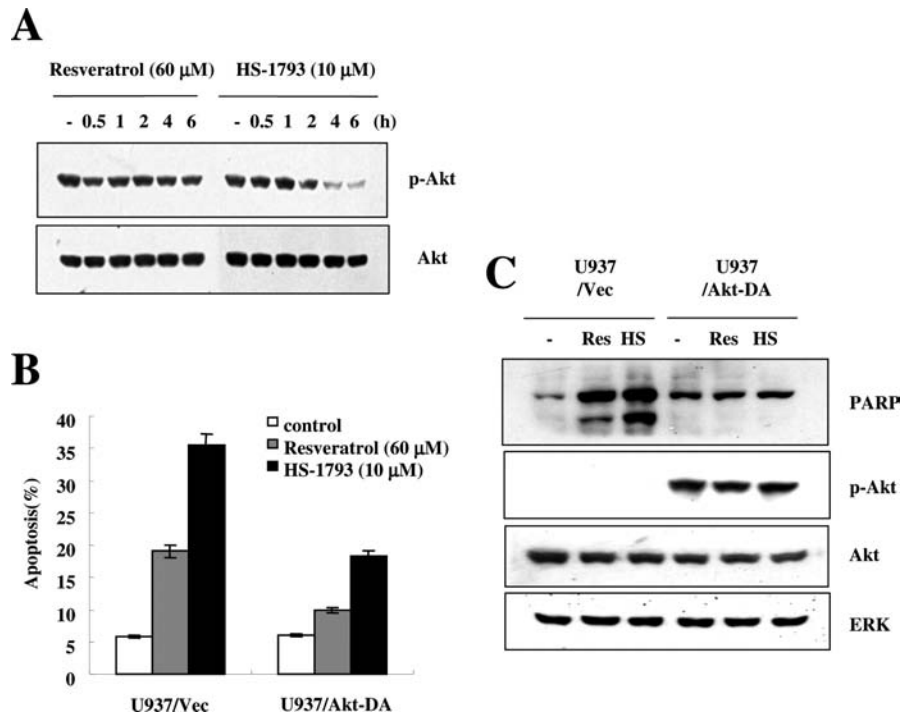 A
Resveratrol (60 μM) HS-1793 (10 μM)
- 0.5 1 2 4 6 - 0.5 1 2 4 6 (h)
p-Akt
Akt
B
40
35
30
25
20
15
10
5
0
Apoptosis(%)
control
Resveratrol (60 μM)
HS-1793 (10 μM)
U937/Vec U937/Akt-DA
C
U937 U937
/Vec /Akt-DA
- Res HS - Res HS
PARP
p-Akt
Akt
ERK